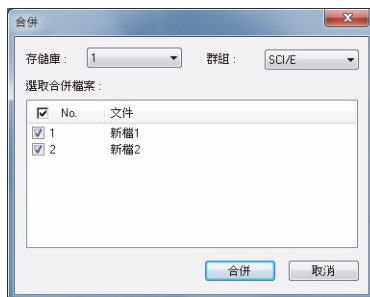 合併
存儲庫： 1 群組： SCI/E
選取合併檔案：
No. 文件
1 新檔1
2 新檔2
合併 取消